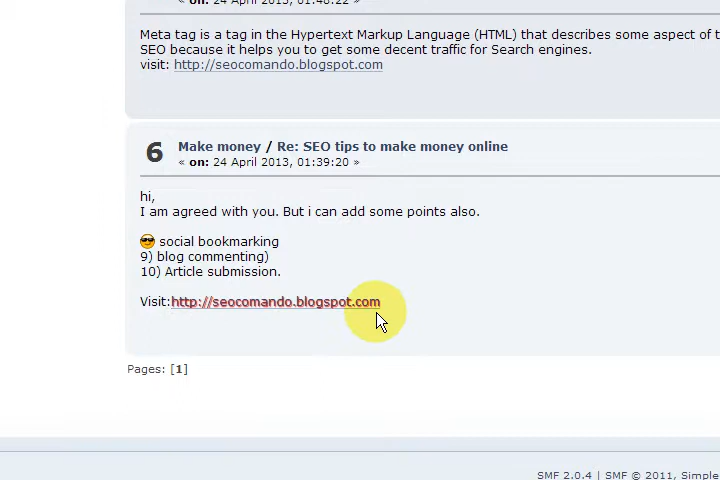 « on: 24 April 2013, 01:48:22 »
Meta tag is a tag in the Hypertext Markup Language (HTML) that describes some aspect of
SEO because it helps you to get some decent traffic for Search engines.
visit: http://seocomando.blogspot.com
6 Make money / Re: SEO tips to make money online
« on: 24 April 2013, 01:39:20 »
hi,
I am agreed with you. But i can add some points also.
social bookmarking
9) blog commenting)
10) Article submission.
Visit:http://seocomando.blogspot.com
Pages: [1]
SMF 2.0.4 | SMF © 2011, Simple